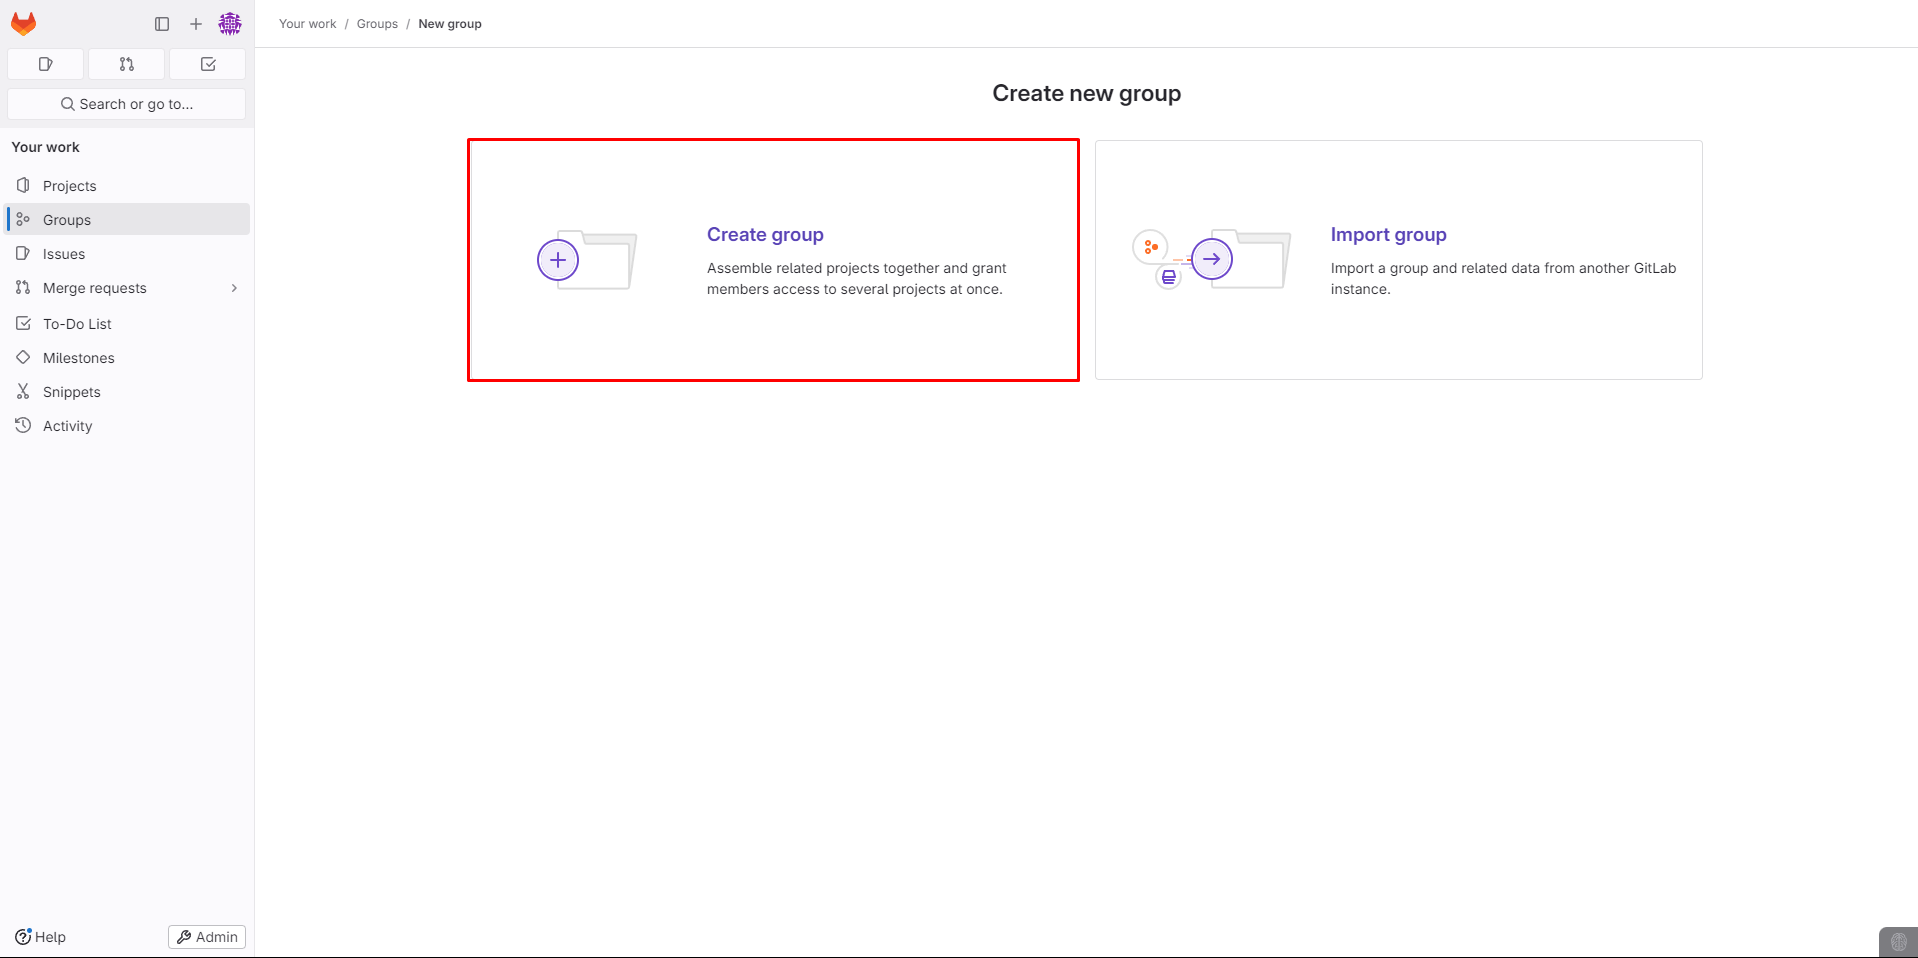 Your work / Groups / New group
Search or go to...
Your work
Projects
Groups
Issues
Merge requests
To-Do List
Milestones
Snippets
Activity
Help
Admin
Create new group
Create group
Assemble related projects together and grant
members access to several projects at once.
Import group
Import a group and related data from another GitLab
instance.